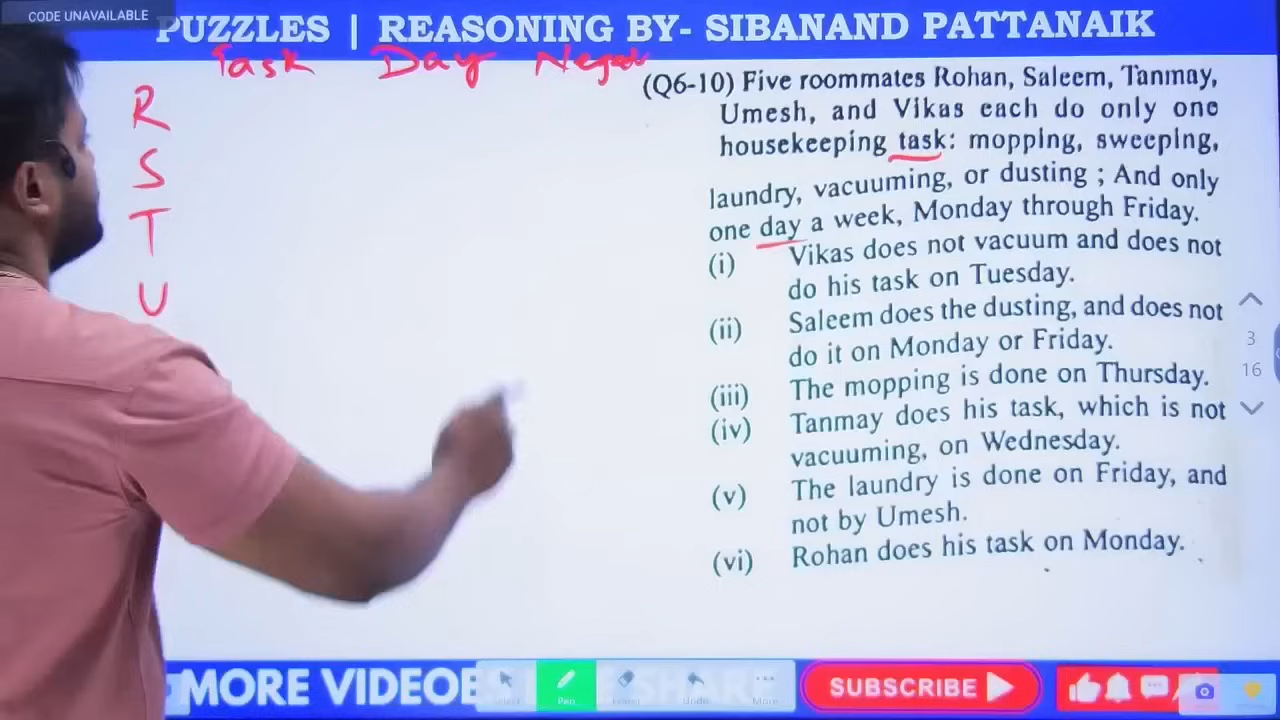 CODE UNAVAILABLE
PUZZLES | REASONING BY- SIBANAND PATTANAIK
Task Day
R
S
T
U
(Q6-10) Five roommates Rohan, Saleem, Tanmay,
Umesh, and Vikas each do only one
housekeeping task: mopping, sweeping,
laundry, vacuuming, or dusting ; And only
one day a week, Monday through Friday.
(i) Vikas does not vacuum and does not
do his task on Tuesday.
(ii) Saleem does the dusting, and does not
do it on Monday or Friday.
(iii) The mopping is done on Thursday.
(iv) Tanmay does his task, which is not
vacuuming, on Wednesday.
(v) The laundry is done on Friday, and
not by Umesh.
(vi) Rohan does his task on Monday.
3
16
MORE VIDEO
Select Pen Eraser Undo More
SUBSCRIBE